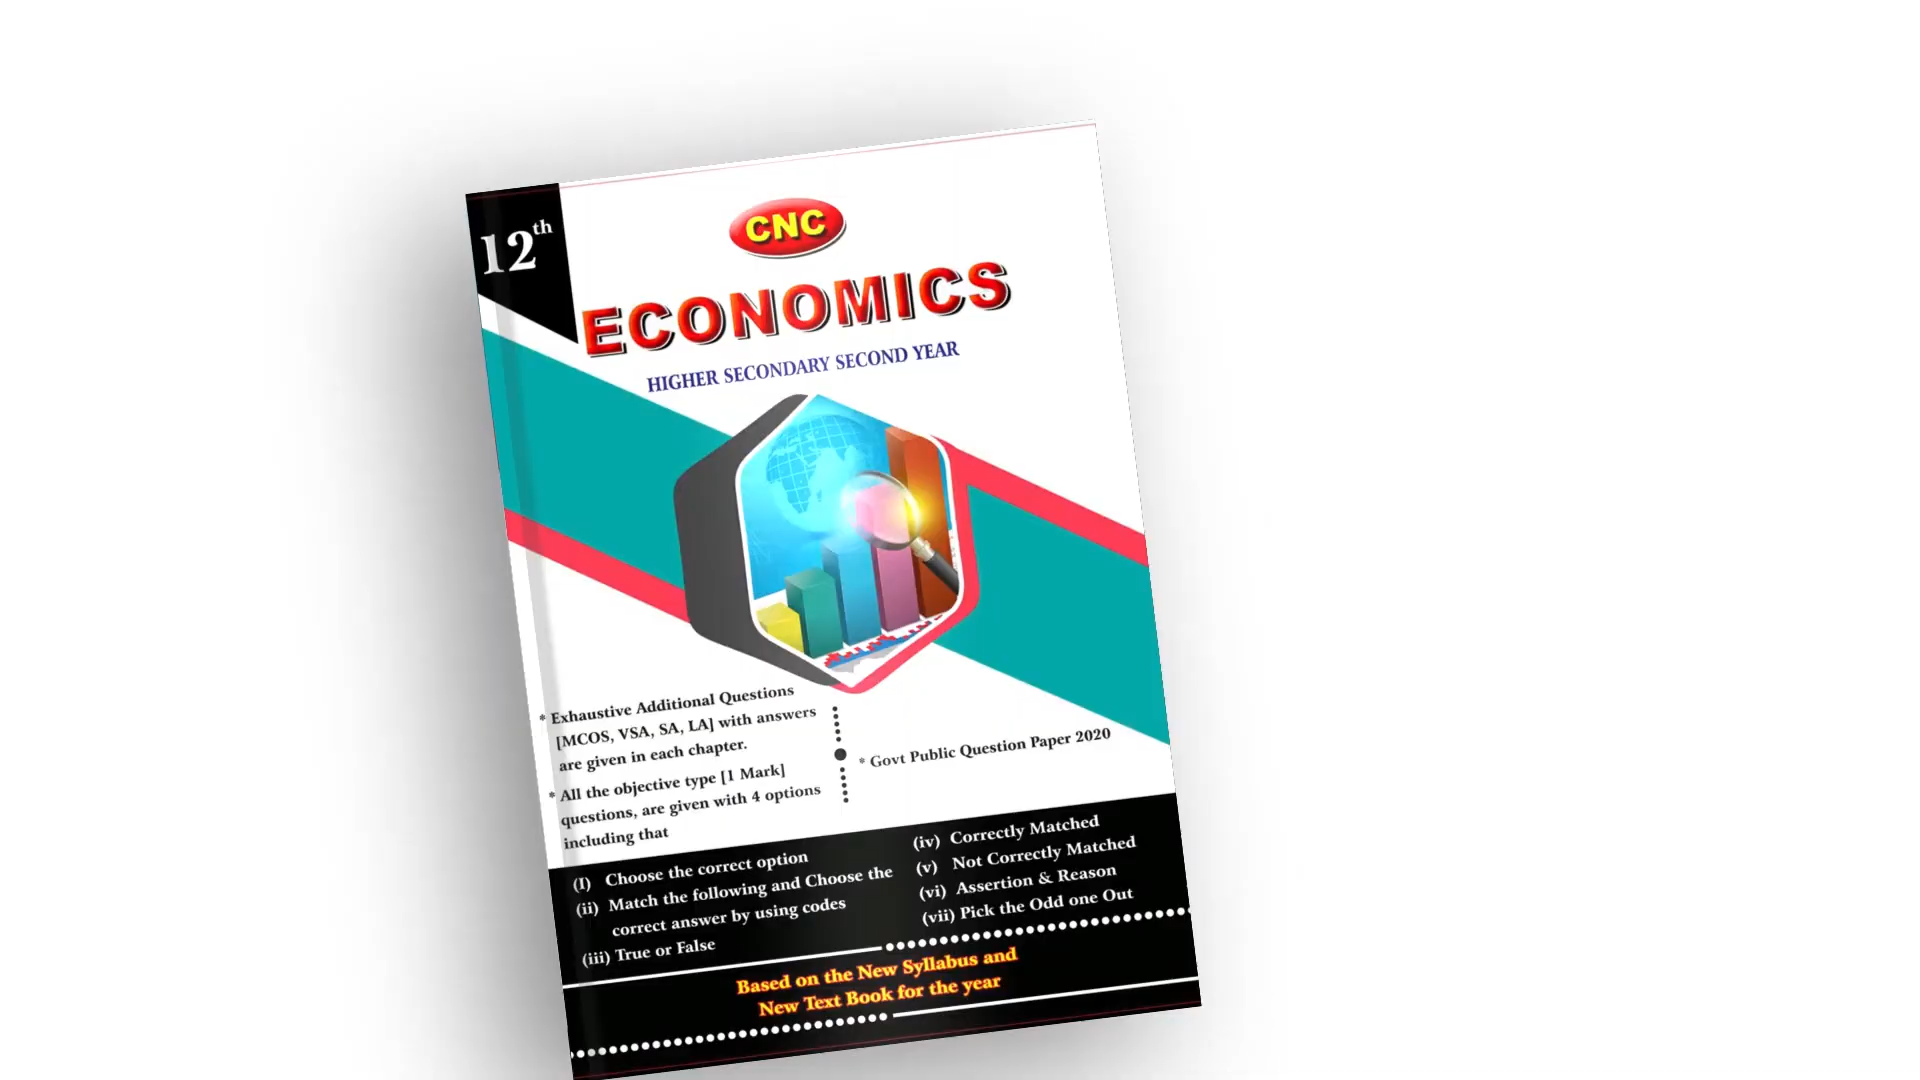 12th
CNC
ECONOMICS
HIGHER SECONDARY SECOND YEAR
* Exhaustive Additional Questions
[MCOS, VSA, SA, LA] with answers
are given in each chapter.
* All the objective type [1 Mark]
questions, are given with 4 options
including that
* Govt Public Question Paper 2020
(I) Choose the correct option
(ii) Match the following and Choose the
correct answer by using codes
(iii) True or False
(iv) Correctly Matched
(v) Not Correctly Matched
(vi) Assertion & Reason
(vii) Pick the Odd one Out
Based on the New Syllabus and
New Text Book for the year